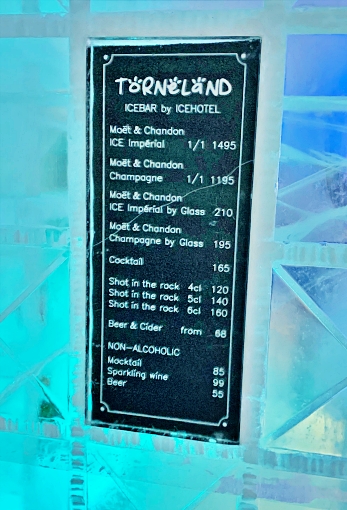 TORNELAND
ICEBAR by ICEHOTEL
Moët & Chandon
ICE Impérial 1/1 1495
Moët & Chandon
Champagne 1/1 1195
Moët & Chandon
ICE Impérial by Glass 210
Moët & Chandon
Champagne by Glass 195
Cocktail 165
Shot in the rock 4cl 120
Shot in the rock 5cl 140
Shot in the rock 6cl 160
Beer & Cider from 68
NON-ALCOHOLIC
Mocktail 85
Sparkling wine 99
Beer 55